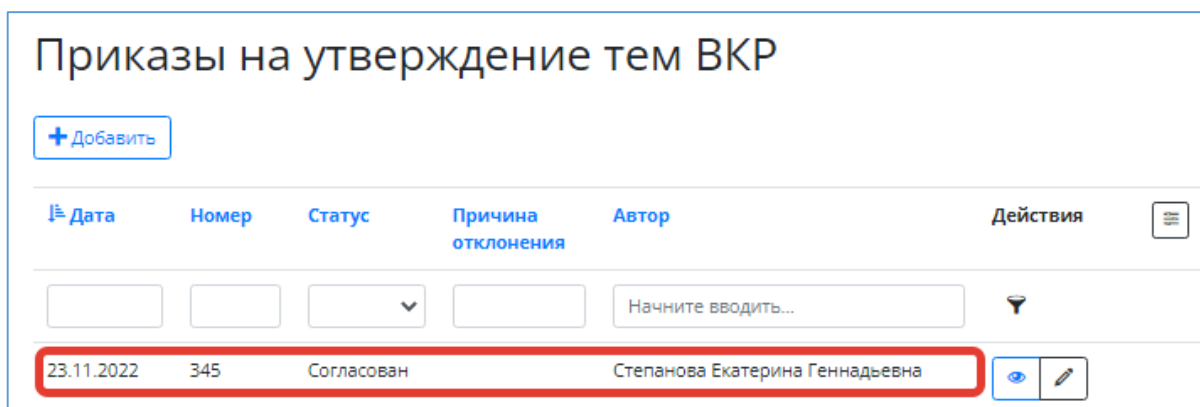 Приказы на утверждение тем ВКР
Добавить
Дата Номер Статус Причина отклонения Автор Действия
Начните вводить...
23.11.2022 345 Согласован Степанова Екатерина Геннадьевна